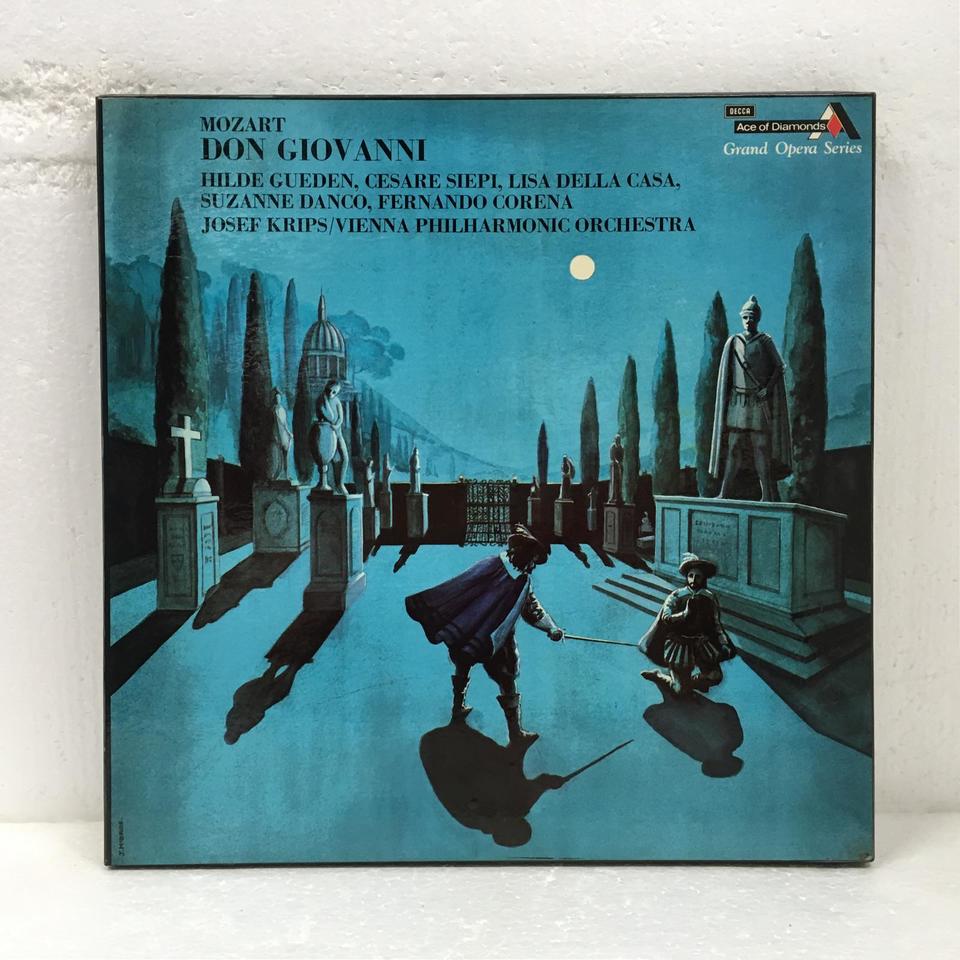 MOZART
DON GIOVANNI
HILDE GUEDEN, CESARE SIEPI, LISA DELLA CASA,
SUZANNE DANCO, FERNANDO CORENA
JOSEF KRIPS/VIENNA PHILHARMONIC ORCHESTRA
DECCA
Ace of Diamonds
Grand Opera Series